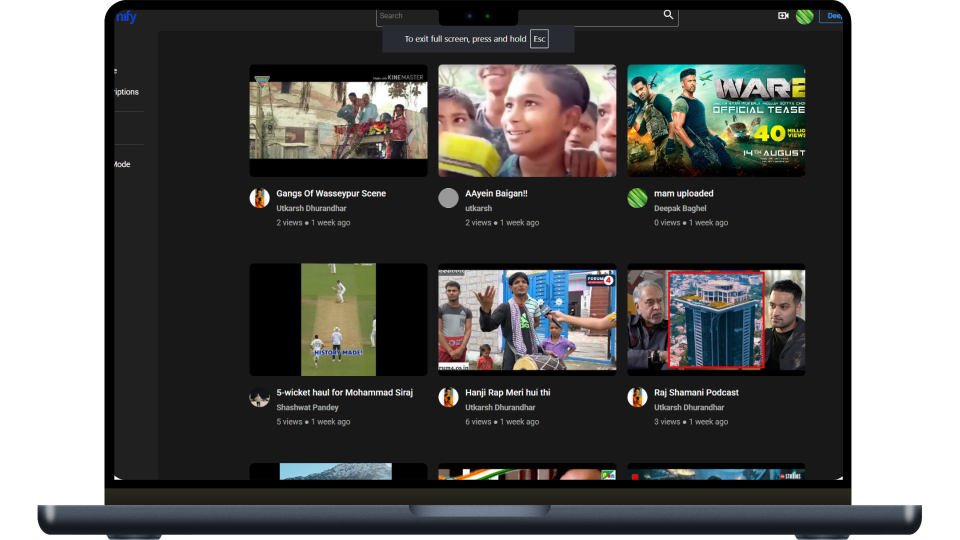 nify
Search
Dee
To exit full screen, press and hold Esc
e
riptions
Mode
Made with KINEMASTER
WAR 2
OFFICIAL TEASE
40 MILLIO
VIEWS
14TH AUGUST
Gangs Of Wasseypur Scene
Utkarsh Dhurandhar
2 views • 1 week ago
AAyein Baigan!!
utkarsh
2 views • 1 week ago
mam uploaded
Deepak Baghel
0 views • 1 week ago
HISTORY MADE!
FORUM 4
5-wicket haul for Mohammad Siraj
Shashwat Pandey
5 views • 1 week ago
Hanji Rap Meri hui thi
Utkarsh Dhurandhar
6 views • 1 week ago
Raj Shamani Podcast
Utkarsh Dhurandhar
3 views • 1 week ago